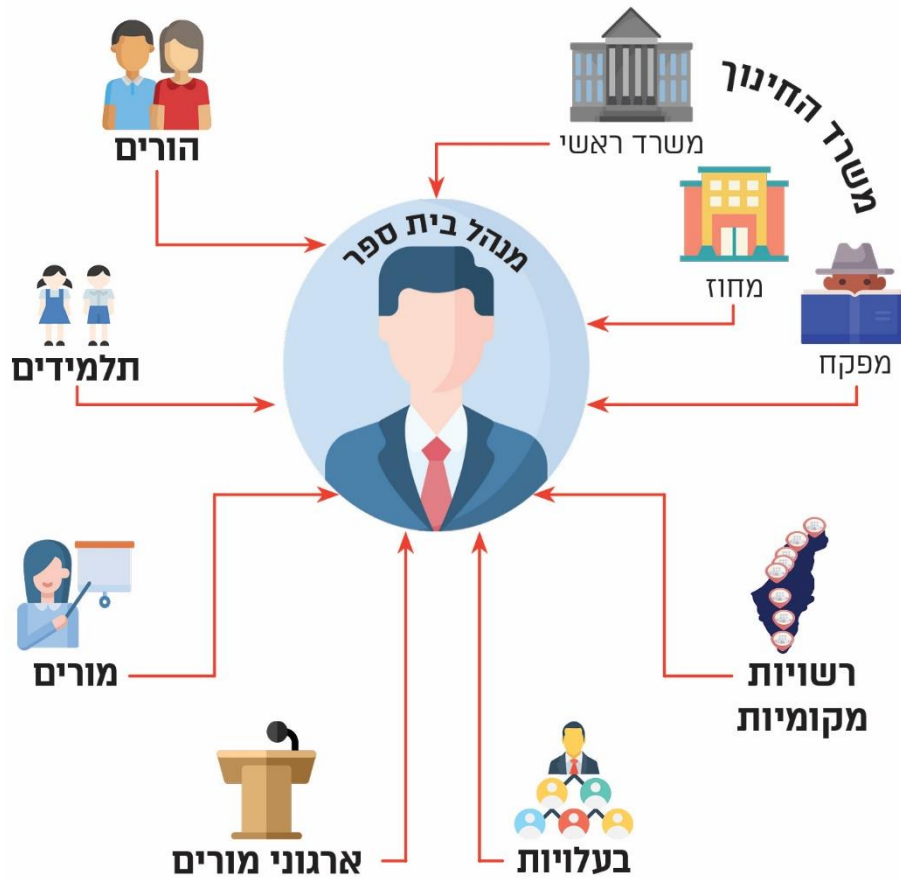 משרד החינוך
משרד ראשי
מחוז
מפקח
הורים
מנהל בית ספר
תלמידים
מורים
רשויות
מקומיות
ארגוני מורים
בעלויות